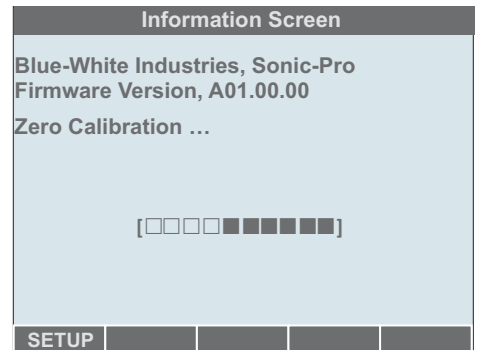 Information Screen
Blue-White Industries, Sonic-Pro
Firmware Version, A01.00.00
Zero Calibration …
[□□□□■■■■■■]
SETUP